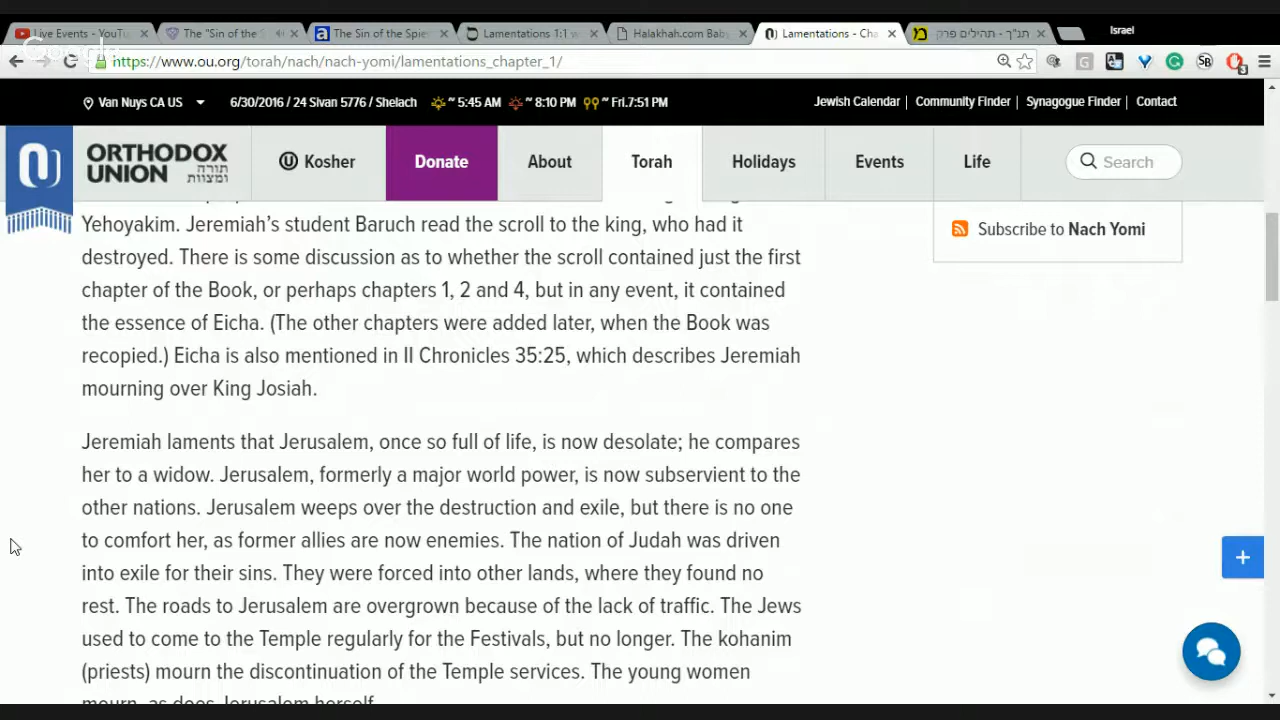 Live Events - YouTu
The "Sin of the S
The Sin of the Spie
Lamentations 1:1 w
Halakhah.com Bab
Lamentations - Cha
תנ"ך - תהילים פרק
Israel
https://www.ou.org/torah/nach/nach-yomi/lamentations_chapter_1/
Van Nuys CA US
6/30/2016 / 24 Sivan 5776 / Shelach
~ 5:45 AM
~ 8:10 PM
~ Fri.7:51 PM
Jewish Calendar | Community Finder | Synagogue Finder | Contact
ORTHODOX
UNION
תורה
ומצוות
Kosher
Donate
About
Torah
Holidays
Events
Life
Search
Yehoyakim. Jeremiah's student Baruch read the scroll to the king, who had it
destroyed. There is some discussion as to whether the scroll contained just the first
chapter of the Book, or perhaps chapters 1, 2 and 4, but in any event, it contained
the essence of Eicha. (The other chapters were added later, when the Book was
recopied.) Eicha is also mentioned in II Chronicles 35:25, which describes Jeremiah
mourning over King Josiah.
Jeremiah laments that Jerusalem, once so full of life, is now desolate; he compares
her to a widow. Jerusalem, formerly a major world power, is now subservient to the
other nations. Jerusalem weeps over the destruction and exile, but there is no one
to comfort her, as former allies are now enemies. The nation of Judah was driven
into exile for their sins. They were forced into other lands, where they found no
rest. The roads to Jerusalem are overgrown because of the lack of traffic. The Jews
used to come to the Temple regularly for the Festivals, but no longer. The kohanim
(priests) mourn the discontinuation of the Temple services. The young women
mourn, as does Jerusalem herself.
Subscribe to Nach Yomi